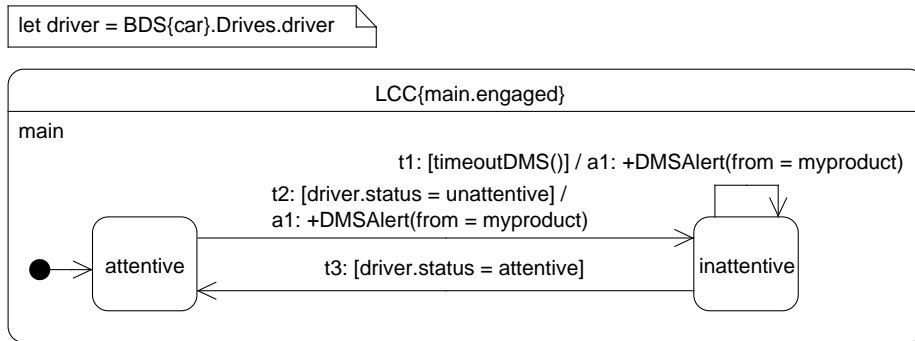 let driver = BDS{car}.Drives.driver
LCC{main.engaged}
main
t1: [timeoutDMS()] / a1: +DMSAlert(from = myproduct)
t2: [driver.status = unattentive] /
a1: +DMSAlert(from = myproduct)
attentive
t3: [driver.status = attentive]
inattentive